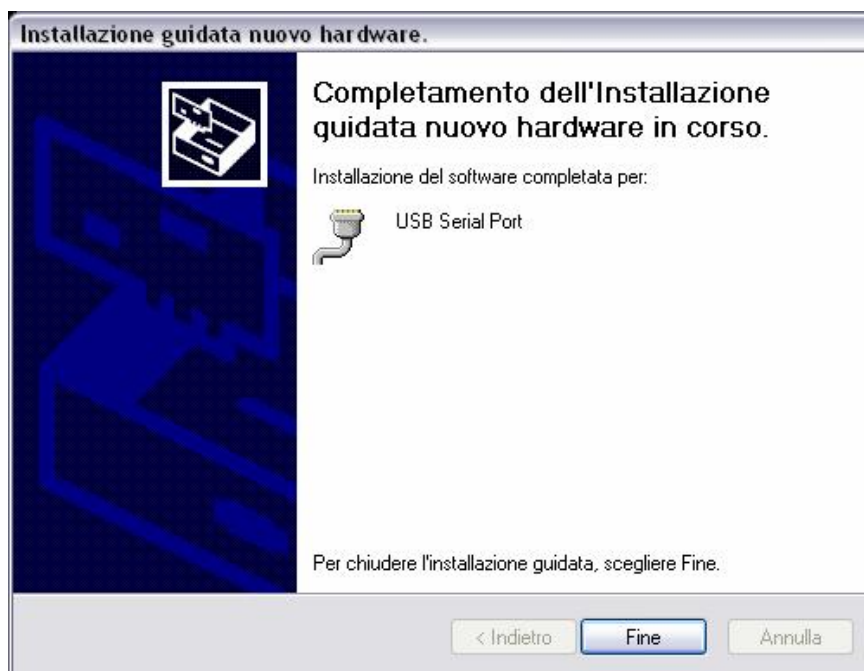 Installazione guidata nuovo hardware.
Completamento dell'Installazione
guidata nuovo hardware in corso.
Installazione del software completata per:
USB Serial Port
Per chiudere l'installazione guidata, scegliere Fine.
< Indietro
Fine
Annulla